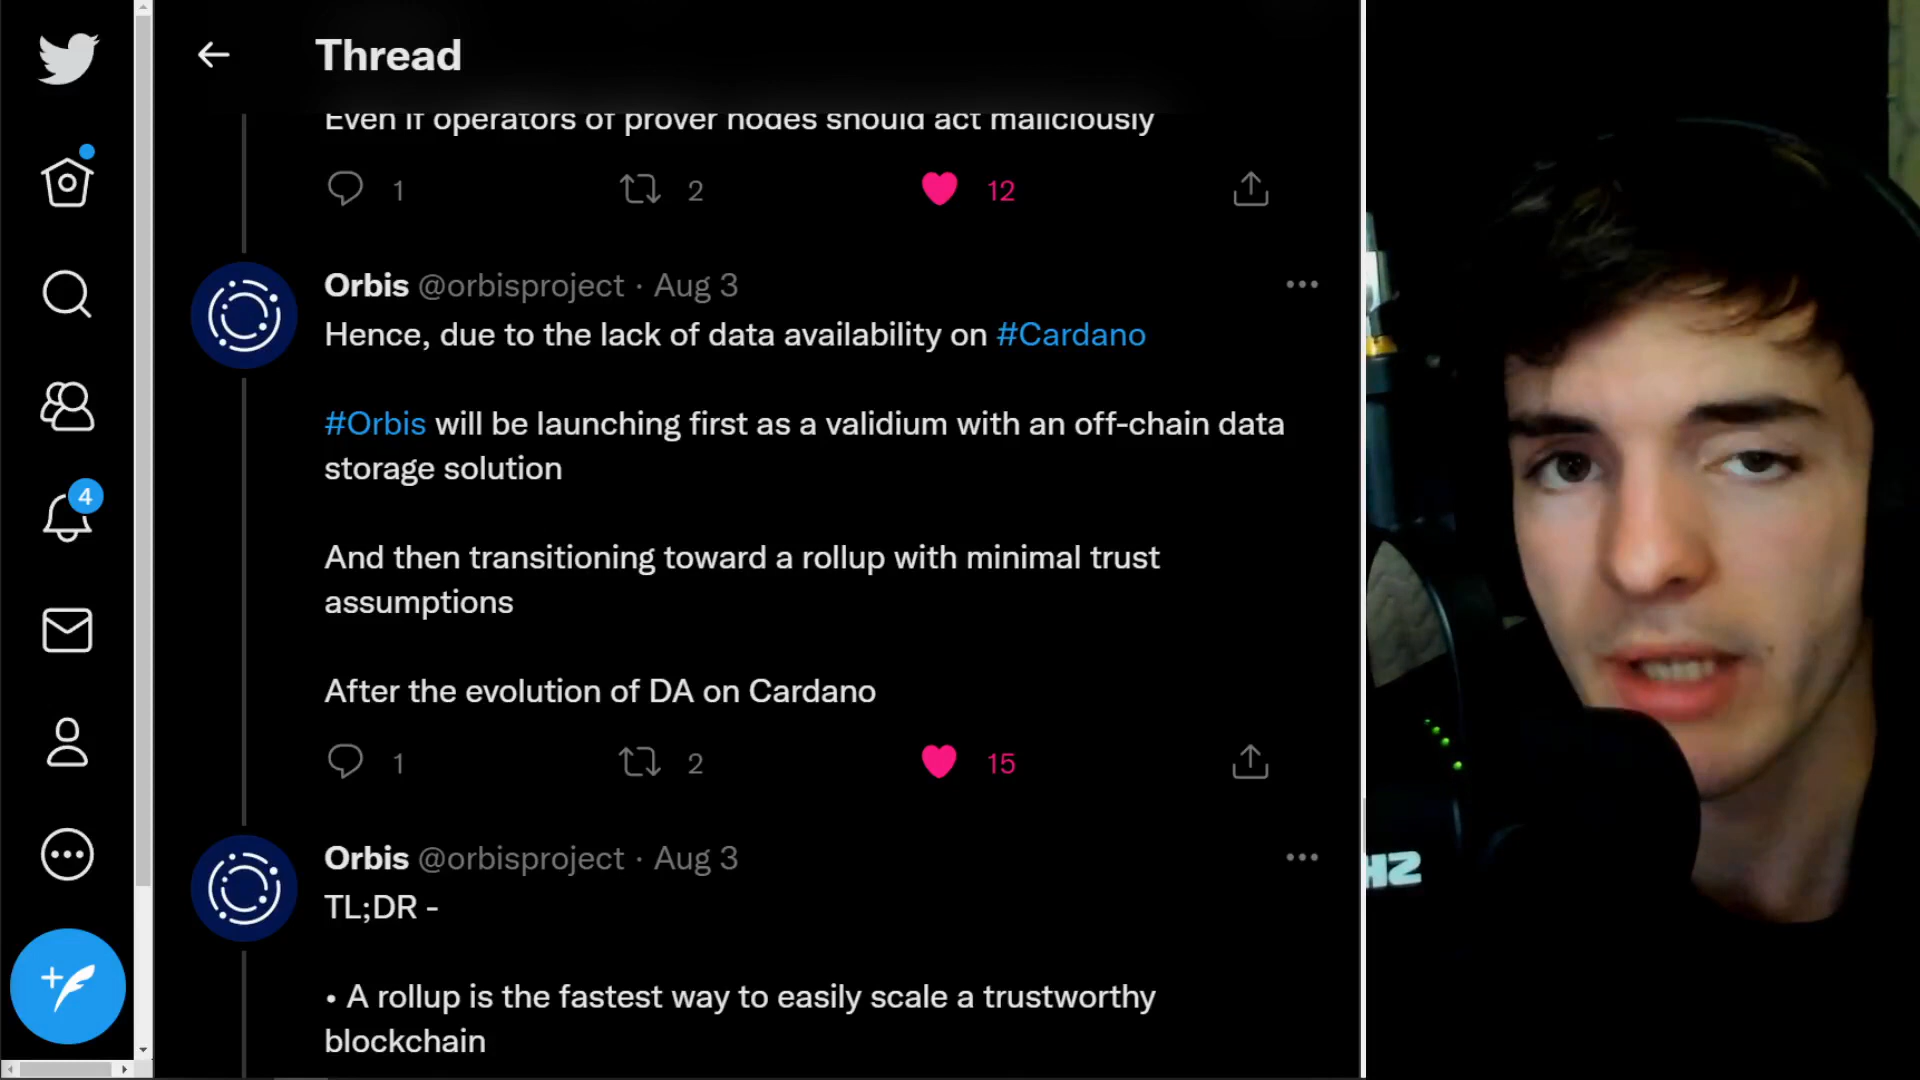 Thread
Even if operators of prover nodes should act maliciously
1 2 12
Orbis @orbisproject · Aug 3
Hence, due to the lack of data availability on #Cardano
#Orbis will be launching first as a validium with an off-chain data
storage solution
And then transitioning toward a rollup with minimal trust
assumptions
After the evolution of DA on Cardano
1 2 15
4
Orbis @orbisproject · Aug 3
TL;DR -
• A rollup is the fastest way to easily scale a trustworthy
blockchain